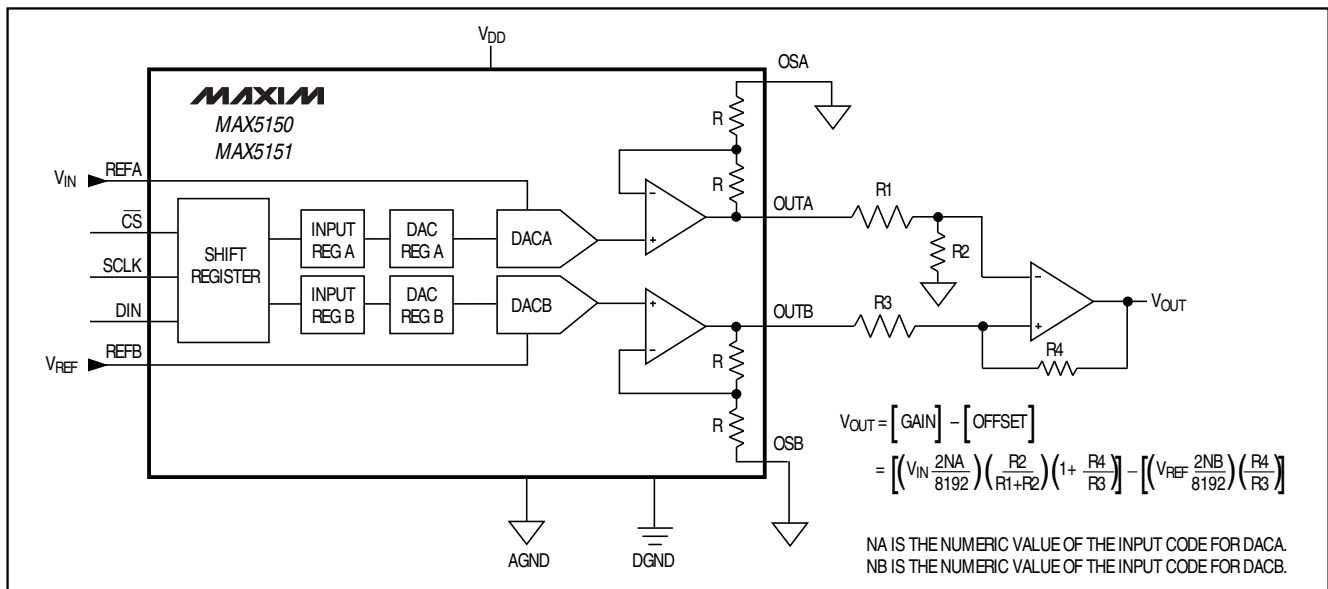 VDD
OSA
MAXIM
MAX5150
MAX5151
R
R
VIN
REFA
CS
SCLK
DIN
VREF
REFB
SHIFT
REGISTER
INPUT
REG A
DAC
REG A
DACA
INPUT
REG B
DAC
REG B
DACB
−
+
+
−
OUTA
R1
R2
OUTB
R3
−
+
VOUT
R4
R
R
OSB
AGND
DGND
VOUT = [GAIN] – [OFFSET]
= [(VIN 2NA/8192)(R2/R1+R2)(1+ R4/R3)] – [(VREF 2NB/8192)(R4/R3)]
NA IS THE NUMERIC VALUE OF THE INPUT CODE FOR DACA.
NB IS THE NUMERIC VALUE OF THE INPUT CODE FOR DACB.